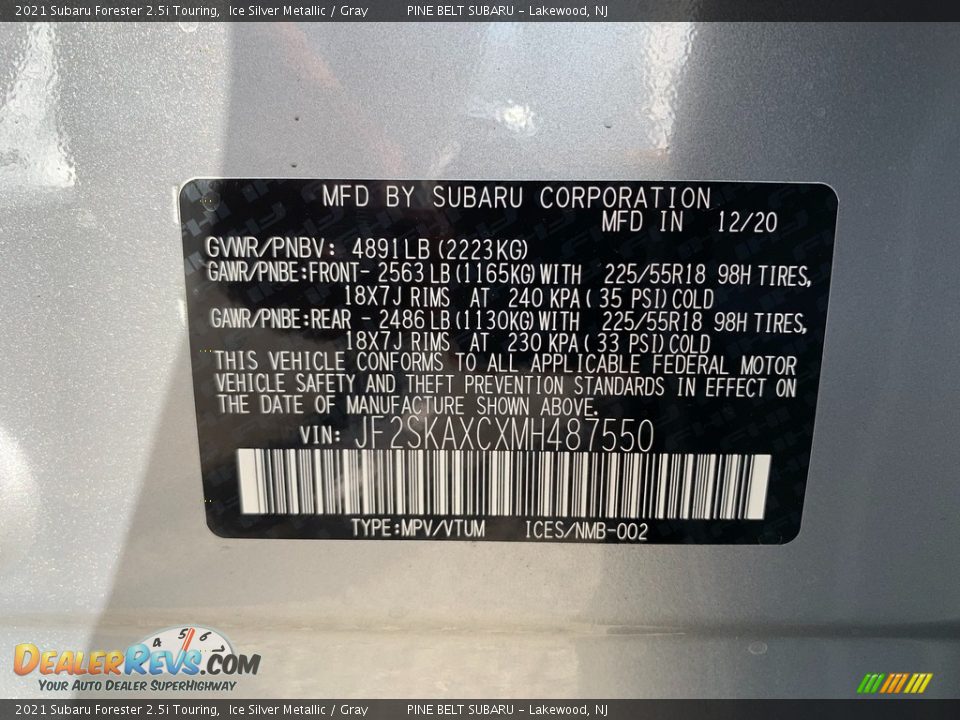 2021 Subaru Forester 2.5i Touring, Ice Silver Metallic / Gray PINE BELT SUBARU - Lakewood, NJ
MFD BY SUBARU CORPORATION
MFD IN 12/20
GVWR/PNBV: 4891LB (2223KG)
GAWR/PNBE:FRONT- 2563 LB (1165KG) WITH 225/55R18 98H TIRES,
18X7J RIMS AT 240 KPA ( 35 PSI) COLD
GAWR/PNBE:REAR - 2486 LB (1130KG) WITH 225/55R18 98H TIRES,
18X7J RIMS AT 230 KPA ( 33 PSI) COLD
THIS VEHICLE CONFORMS TO ALL APPLICABLE FEDERAL MOTOR
VEHICLE SAFETY AND THEFT PREVENTION STANDARDS IN EFFECT ON
THE DATE OF MANUFACTURE SHOWN ABOVE.
VIN: JF2SKAXCXMH487550
TYPE:MPV/VTUM ICES/NMB-002
4 5 6
DEALERREVS.COM
YOUR AUTO DEALER SUPERHIGHWAY
2021 Subaru Forester 2.5i Touring, Ice Silver Metallic / Gray PINE BELT SUBARU - Lakewood, NJ